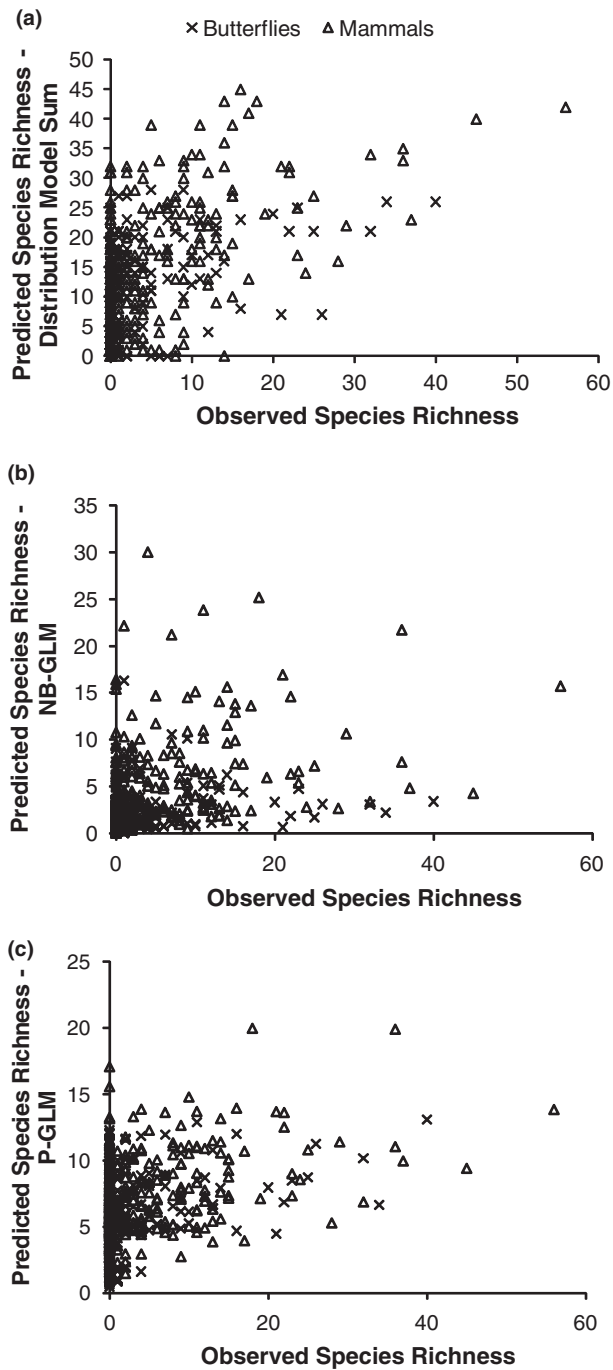 (a)
× Butterflies △ Mammals
Predicted Species Richness -
Distribution Model Sum
50
45
40
35
30
25
20
15
10
5
0
0 10 20 30 40 50 60
Observed Species Richness
(b)
Predicted Species Richness -
NB-GLM
35
30
25
20
15
10
5
0
0 20 40 60
Observed Species Richness
(c)
Predicted Species Richness -
P-GLM
25
20
15
10
5
0
0 20 40 60
Observed Species Richness